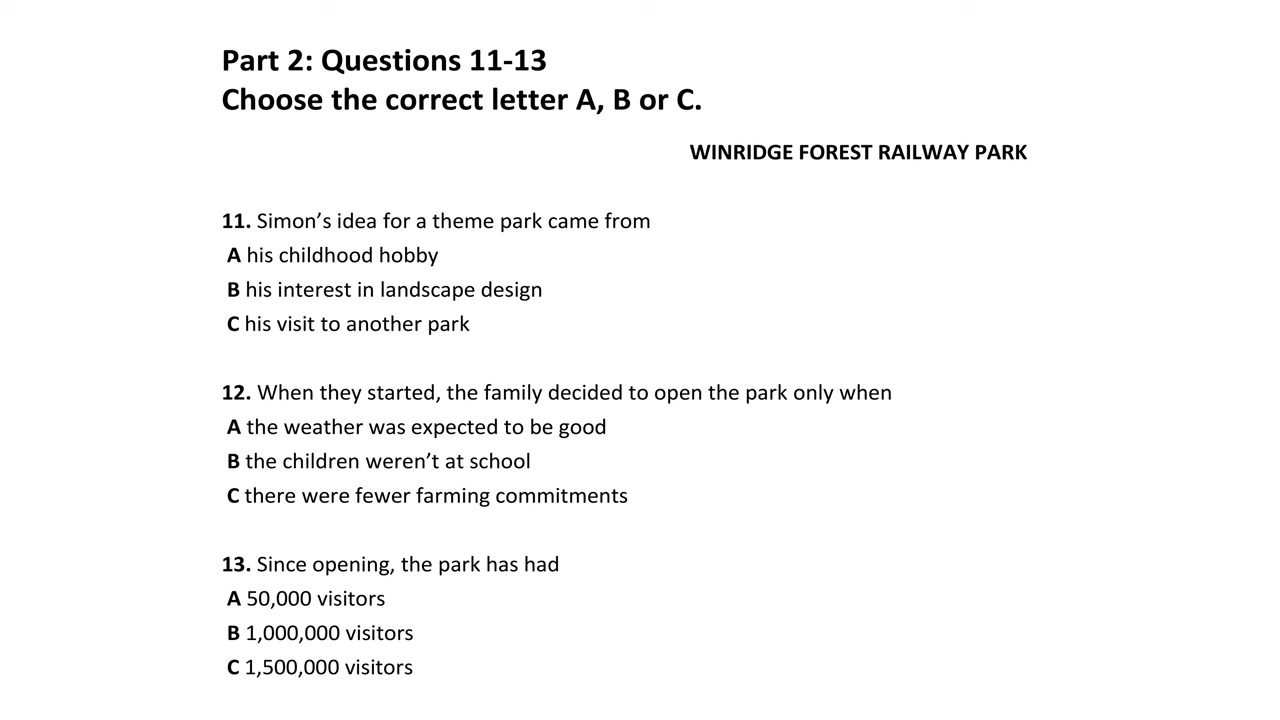 Part 2: Questions 11-13
Choose the correct letter A, B or C.
WINRIDGE FOREST RAILWAY PARK
11. Simon’s idea for a theme park came from
A his childhood hobby
B his interest in landscape design
C his visit to another park
12. When they started, the family decided to open the park only when
A the weather was expected to be good
B the children weren’t at school
C there were fewer farming commitments
13. Since opening, the park has had
A 50,000 visitors
B 1,000,000 visitors
C 1,500,000 visitors